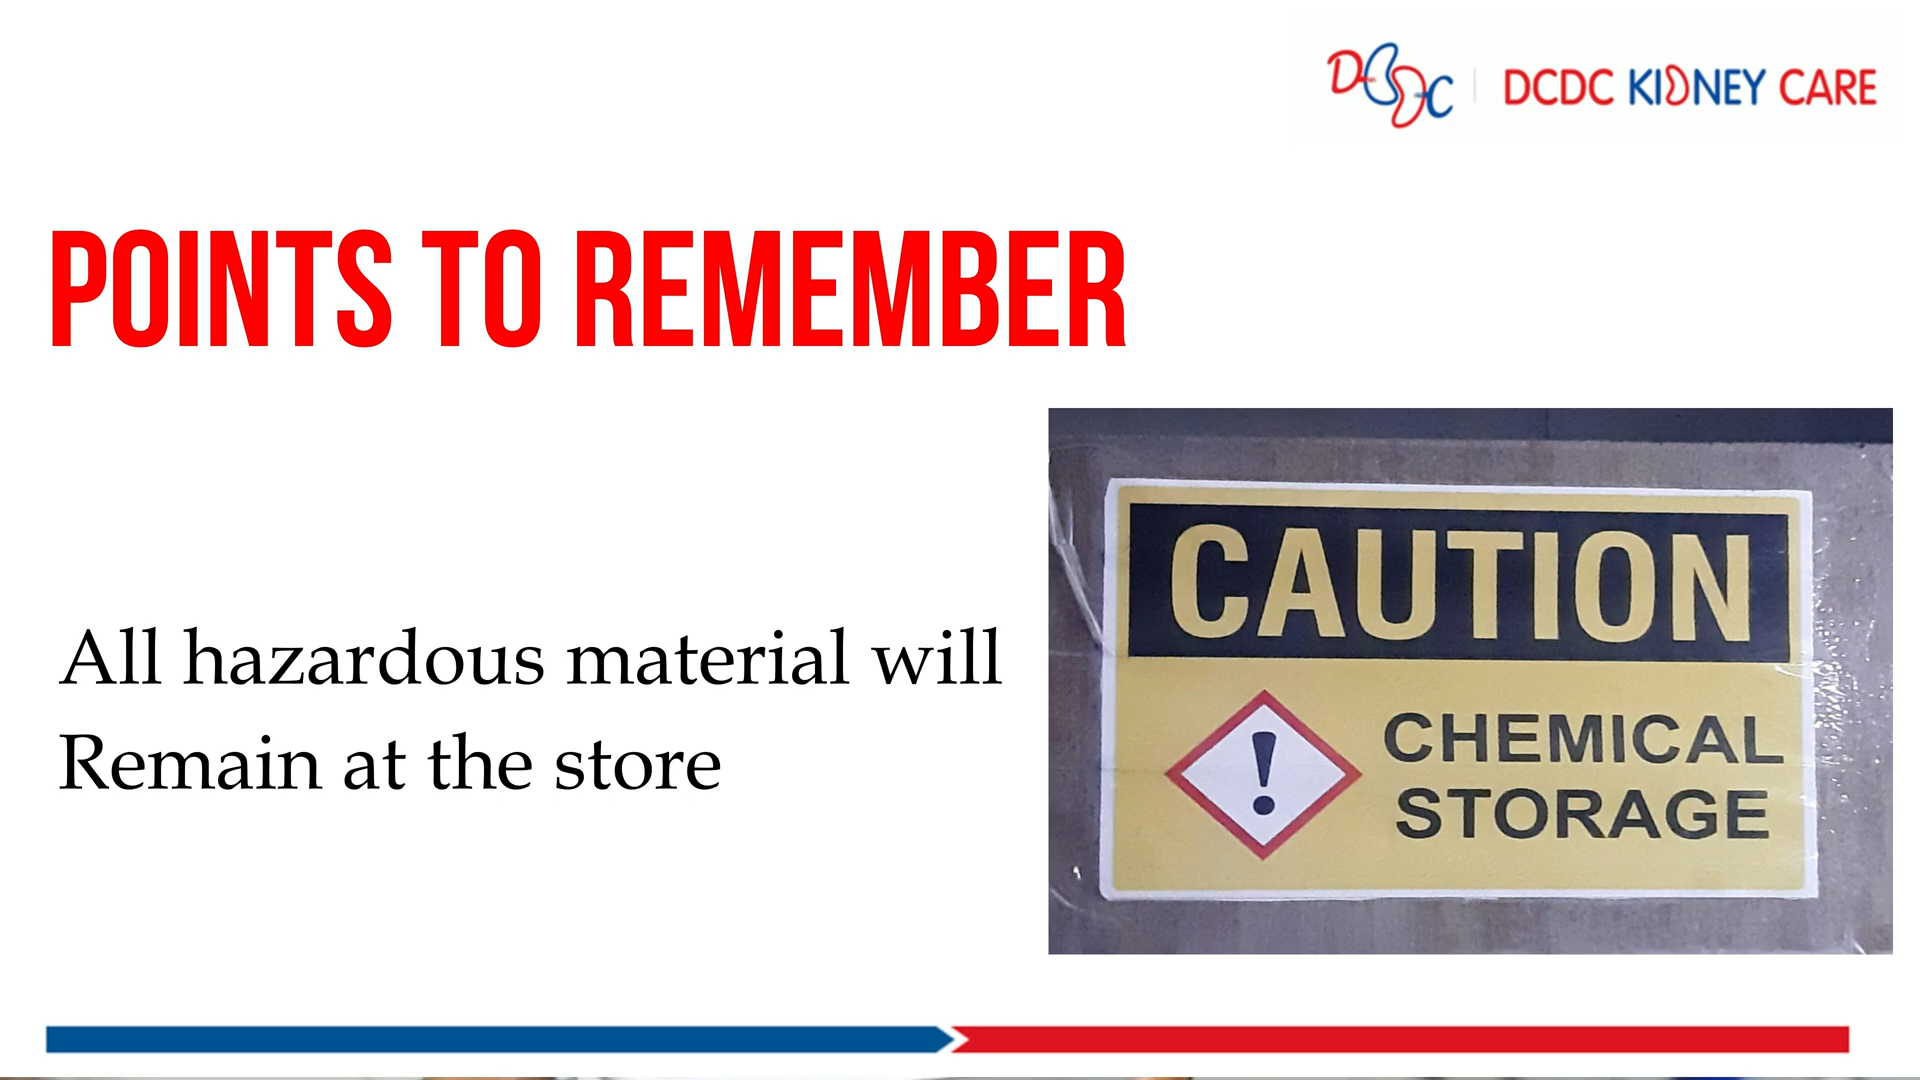 DCDC | DCDC KIDNEY CARE
POINTS TO REMEMBER
All hazardous material will
Remain at the store
CAUTION
CHEMICAL
STORAGE